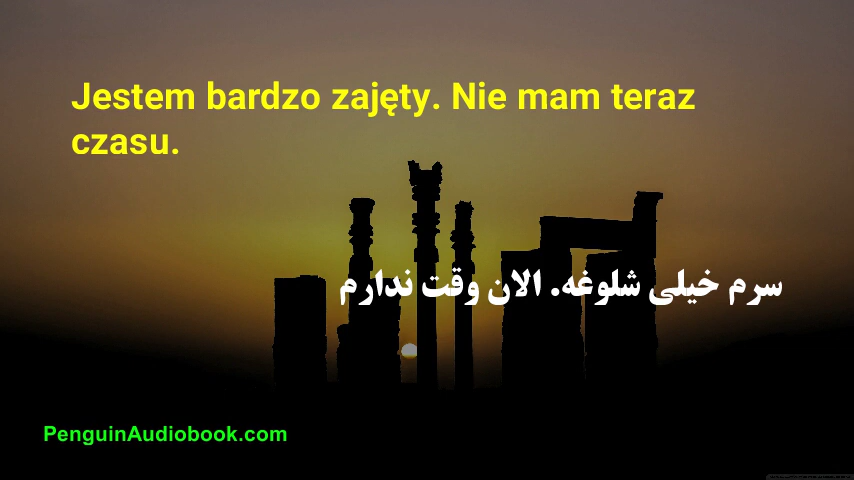 Jestem bardzo zajęty. Nie mam teraz
czasu.
سرم خیلی شلوغه. الان وقت ندارم
PenguinAudiobook.com